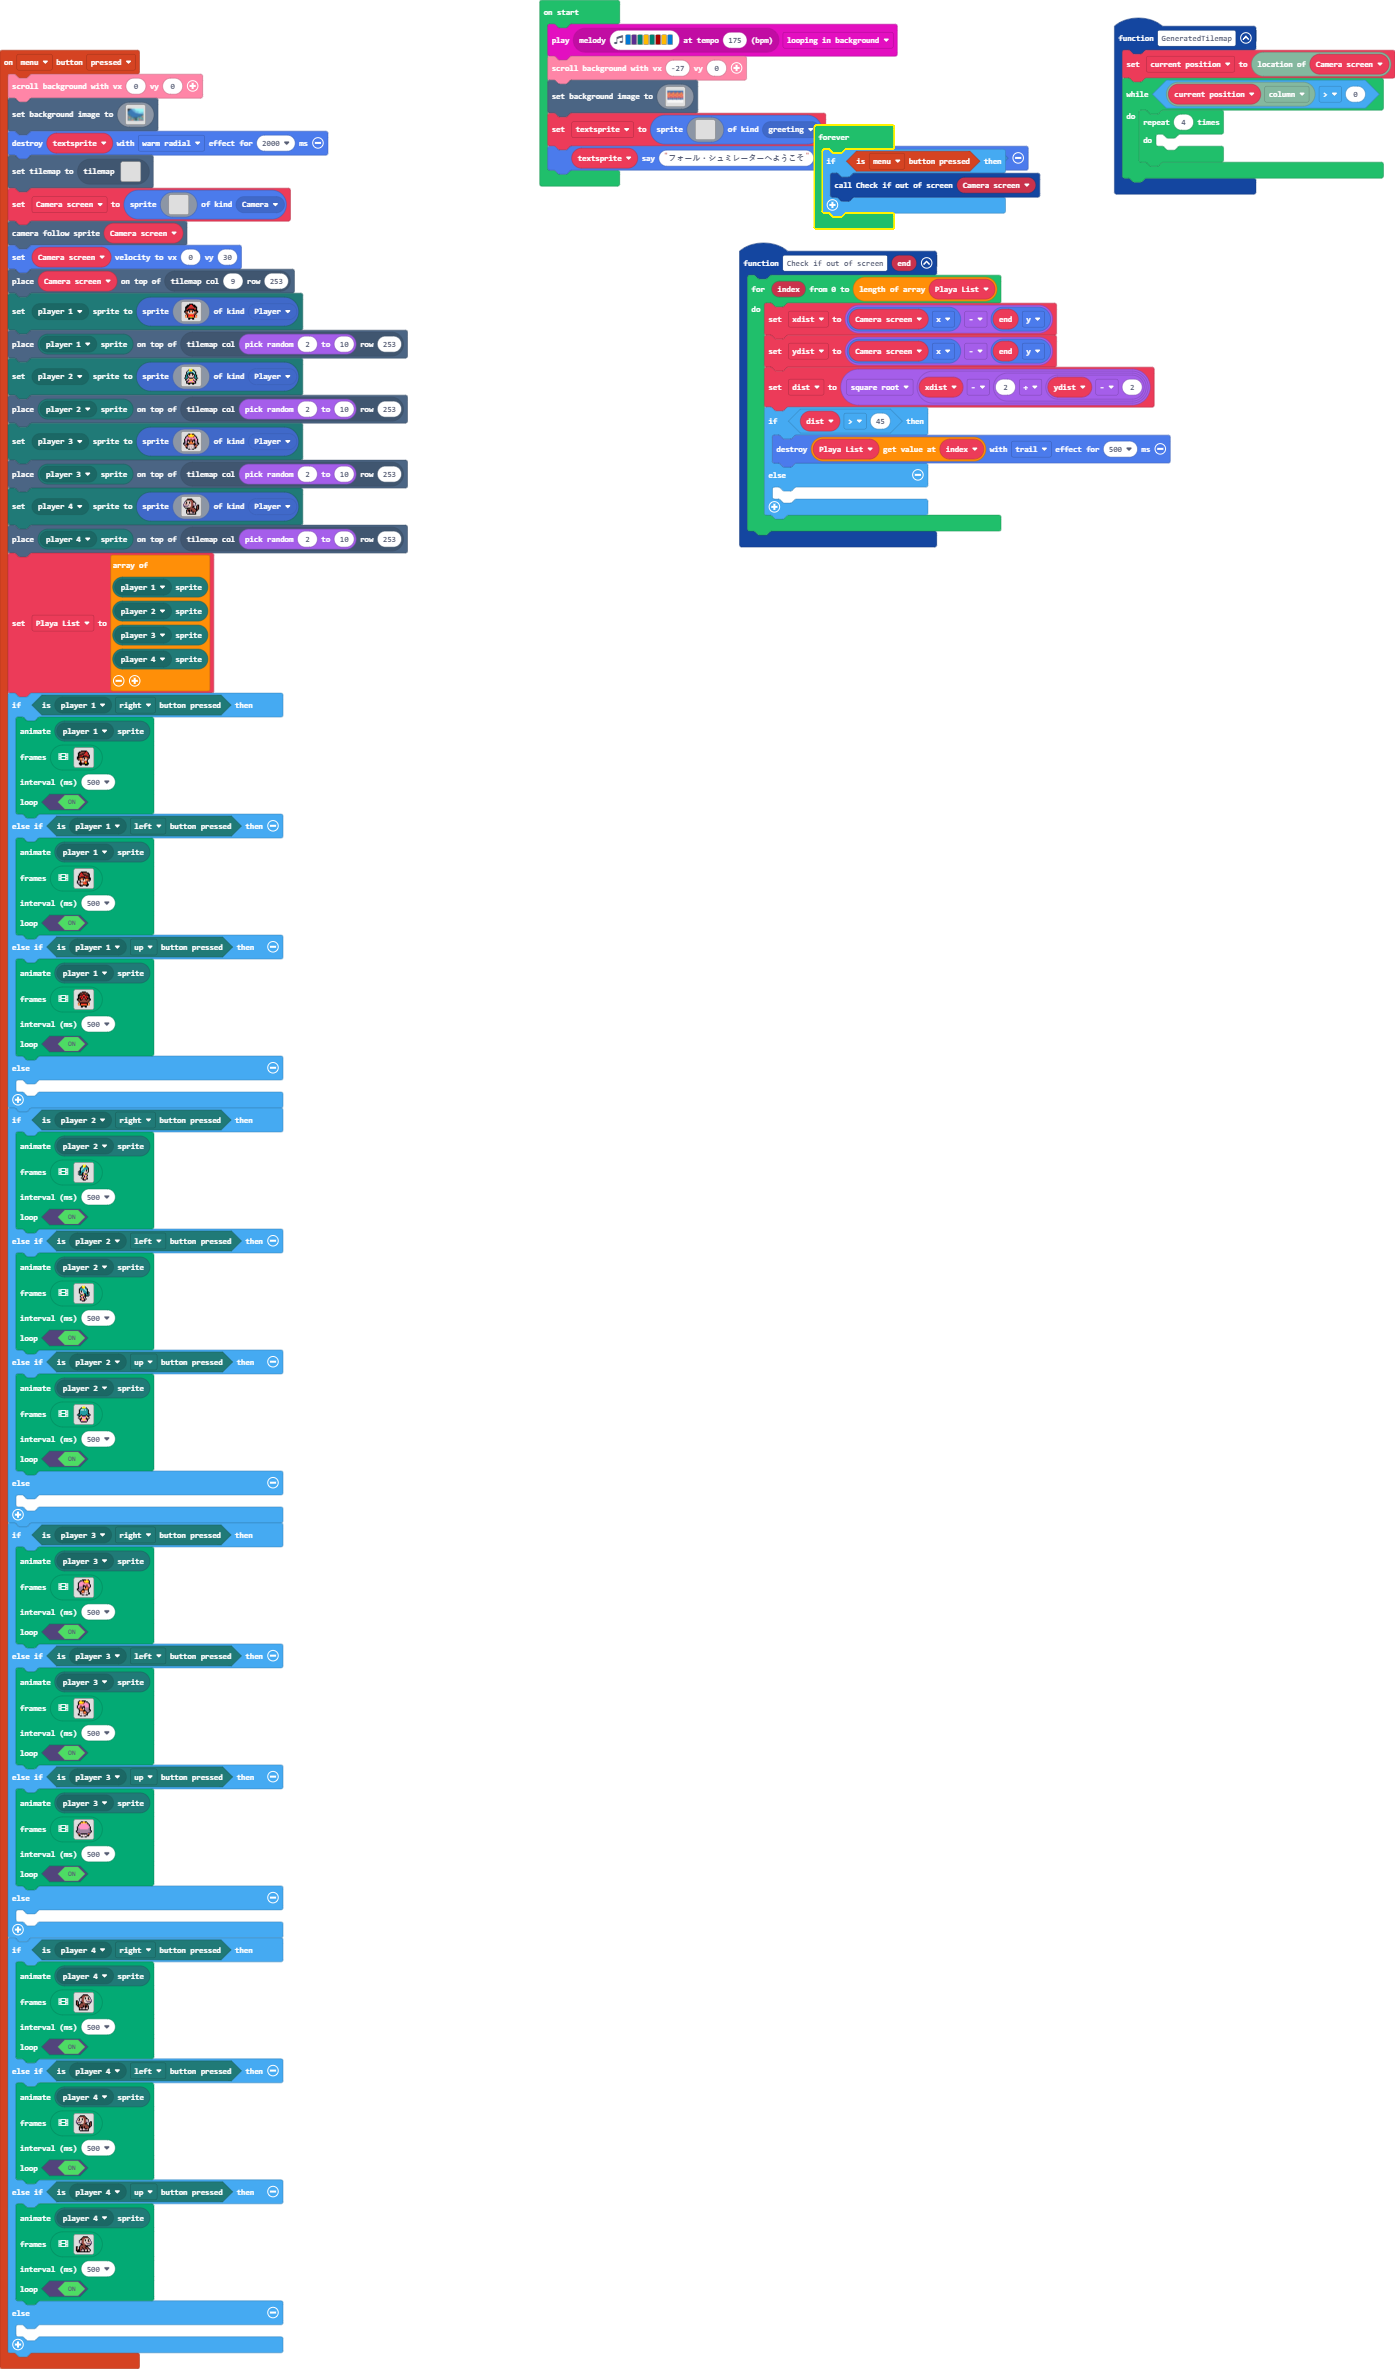 on menu button pressed
scroll background with vx 0 vy 0
set background image to
destroy textsprite with warm radial effect for 2000 ms
set tilemap to tilemap
set Camera screen to sprite of kind Camera
camera follow sprite Camera screen
set Camera screen velocity to vx 0 vy 30
place Camera screen on top of tilemap col 9 row 253
set player 1 sprite to sprite of kind Player
place player 1 sprite on top of tilemap col pick random 2 to 10 row 253
set player 2 sprite to sprite of kind Player
place player 2 sprite on top of tilemap col pick random 2 to 10 row 253
set player 3 sprite to sprite of kind Player
place player 3 sprite on top of tilemap col pick random 2 to 10 row 253
set player 4 sprite to sprite of kind Player
place player 4 sprite on top of tilemap col pick random 2 to 10 row 253
array of
player 1 sprite
player 2 sprite
set Playa List to
player 3 sprite
player 4 sprite
if is player 1 right button pressed then
animate player 1 sprite
frames
interval (ms) 500
loop ON
else if is player 1 left button pressed then
animate player 1 sprite
frames
interval (ms) 500
loop ON
else if is player 1 up button pressed then
animate player 1 sprite
frames
interval (ms) 500
loop ON
else
if is player 2 right button pressed then
animate player 2 sprite
frames
interval (ms) 500
loop ON
else if is player 2 left button pressed then
animate player 2 sprite
frames
interval (ms) 500
loop ON
else if is player 2 up button pressed then
animate player 2 sprite
frames
interval (ms) 500
loop ON
else
if is player 3 right button pressed then
animate player 3 sprite
frames
interval (ms) 500
loop ON
else if is player 3 left button pressed then
animate player 3 sprite
frames
interval (ms) 500
loop ON
else if is player 3 up button pressed then
animate player 3 sprite
frames
interval (ms) 500
loop ON
else
if is player 4 right button pressed then
animate player 4 sprite
frames
interval (ms) 500
loop ON
else if is player 4 left button pressed then
animate player 4 sprite
frames
interval (ms) 500
loop ON
else if is player 4 up button pressed then
animate player 4 sprite
frames
interval (ms) 500
loop ON
else
on start
play melody at tempo 175 (bpm) looping in background
scroll background with vx -27 vy 0
set background image to
set textsprite to sprite of kind greeting
textsprite say "フォール・シュミレーターへようこそ"
forever
if is menu button pressed then
call Check if out of screen Camera screen
function Check if out of screen end
for index from 0 to length of array Playa List
do
set xdist to Camera screen x - end y
set ydist to Camera screen x - end y
set dist to square root xdist - 2 + ydist - 2
if dist > 45 then
destroy Playa List get value at index with trail effect for 500 ms
else
function GeneratedTilemap
set current position to location of Camera screen
while current position column > 0
do
repeat 4 times
do